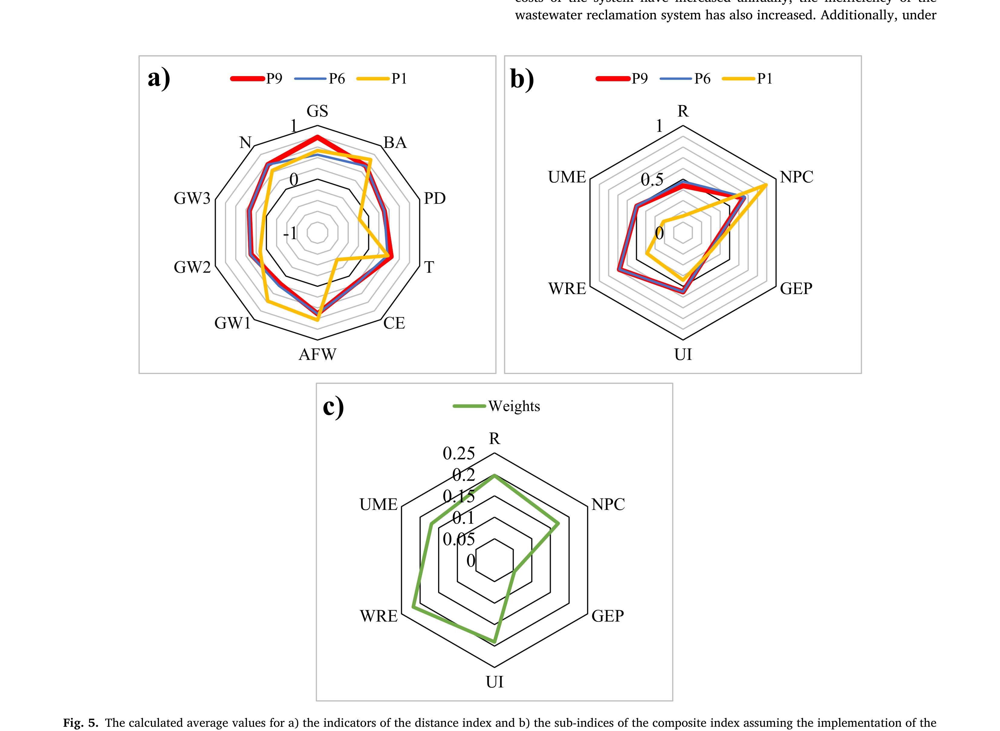 costs of the system have increased annually, the inefficiency of the
wastewater reclamation system has also increased. Additionally, under
a)
P9 P6 P1
GS
1
N
BA
0
GW3
PD
-1
GW2
T
GW1
CE
AFW
b)
P9 P6 P1
R
1
UME
0.5
NPC
0
WRE
GEP
UI
c)
Weights
R
0.25
0.2
0.15
UME
NPC
0.1
0.05
0
WRE
GEP
UI
Fig. 5. The calculated average values for a) the indicators of the distance index and b) the sub-indices of the composite index assuming the implementation of the